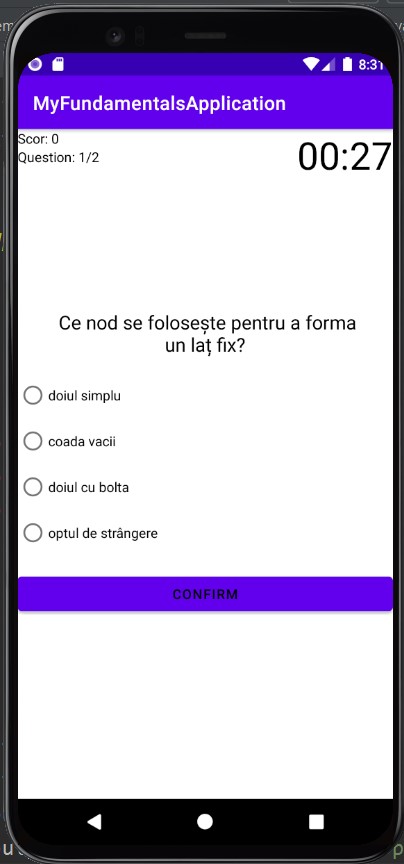 8:31
MyFundamentalsApplication
Scor: 0
Question: 1/2
00:27
Ce nod se folosește pentru a forma
un laț fix?
doiul simplu
coada vacii
doiul cu bolta
optul de strângere
CONFIRM